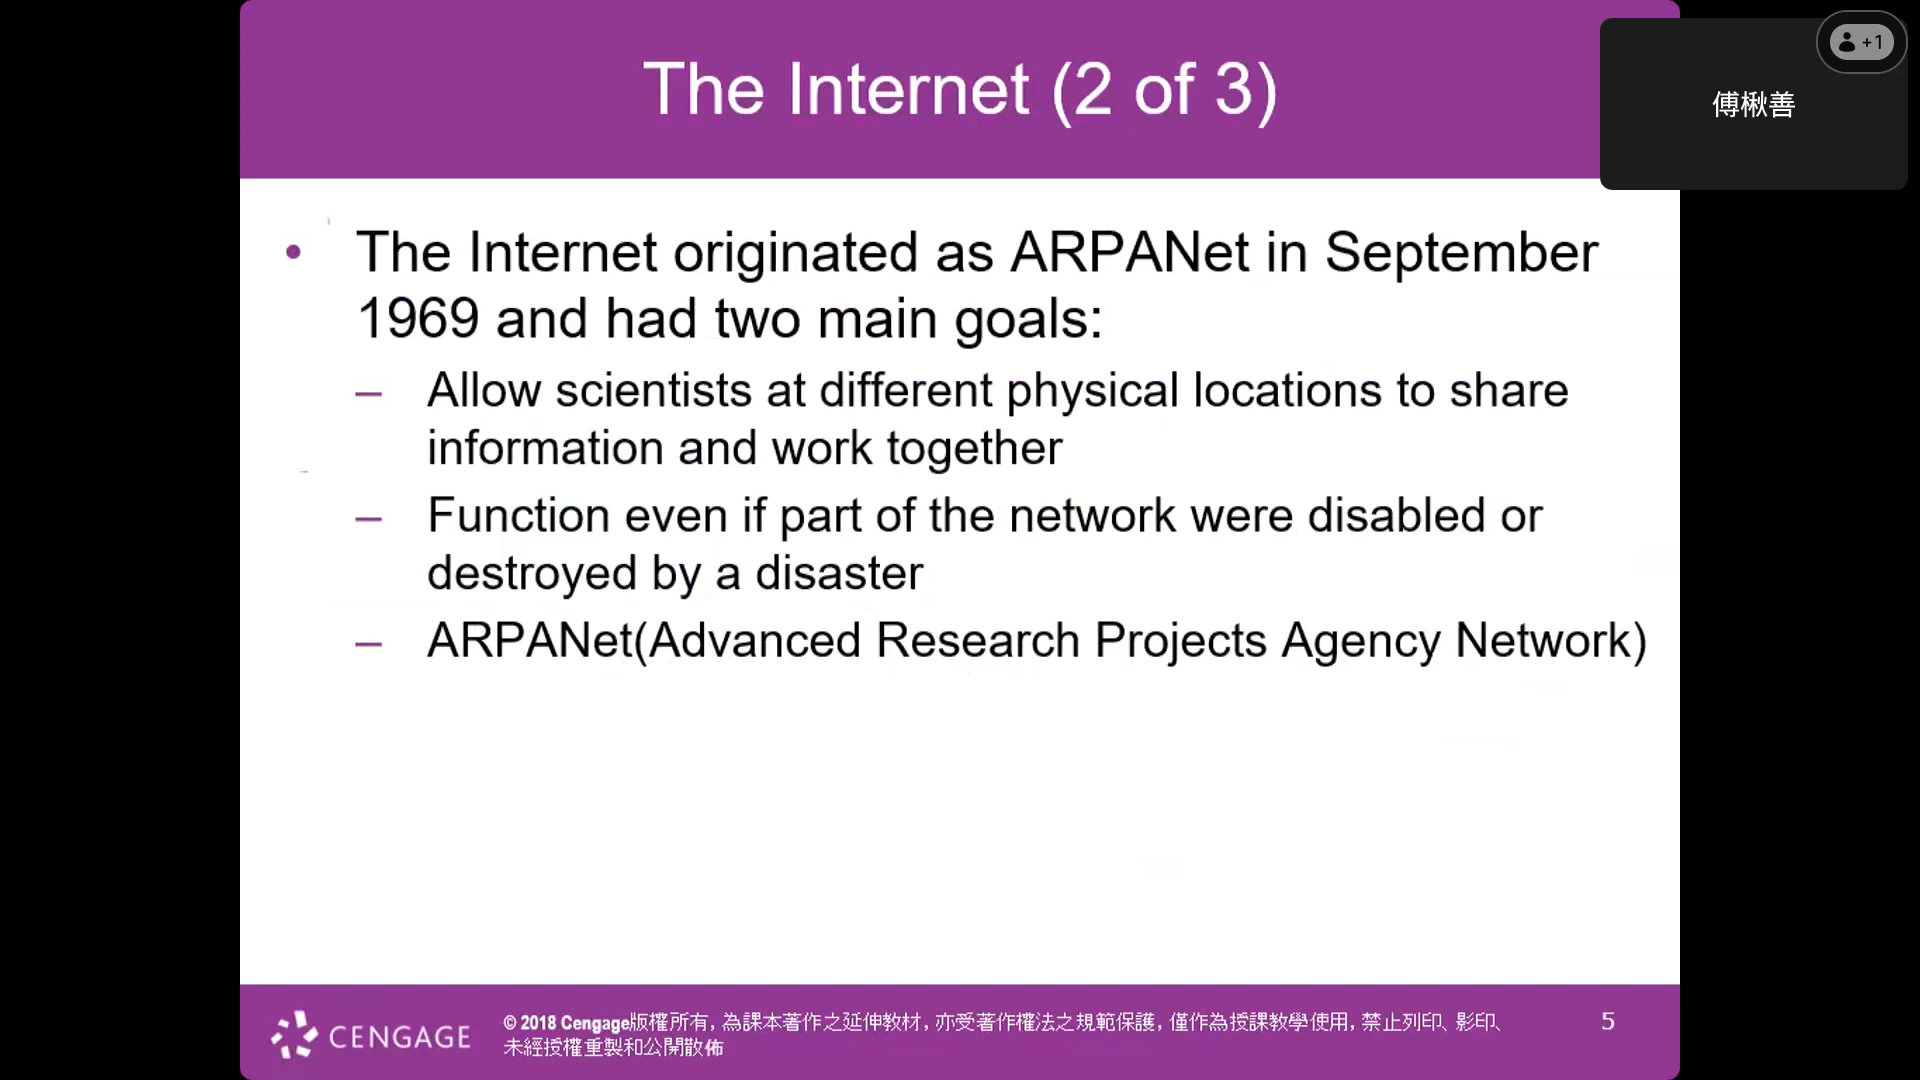 The Internet (2 of 3)
+1
傅楸善
• The Internet originated as ARPANet in September
1969 and had two main goals:
– Allow scientists at different physical locations to share
information and work together
– Function even if part of the network were disabled or
destroyed by a disaster
– ARPANet(Advanced Research Projects Agency Network)
CENGAGE
© 2018 Cengage版權所有, 為課本著作之延伸教材, 亦受著作權法之規範保護, 僅作為授課教學使用, 禁止列印、影印、
未經授權重製和公開散佈
5